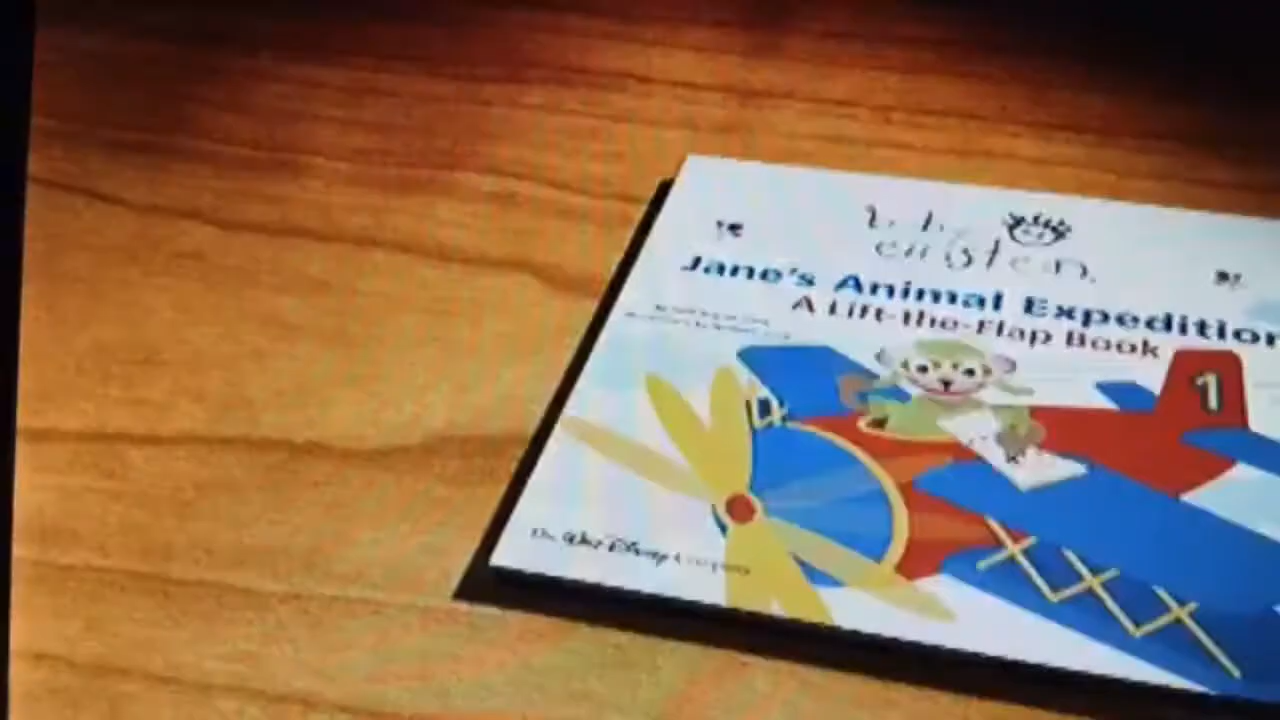 baby
einstein
Jane's Animal Expedition
A Lift-the-Flap Book
1
The Walt Disney Company